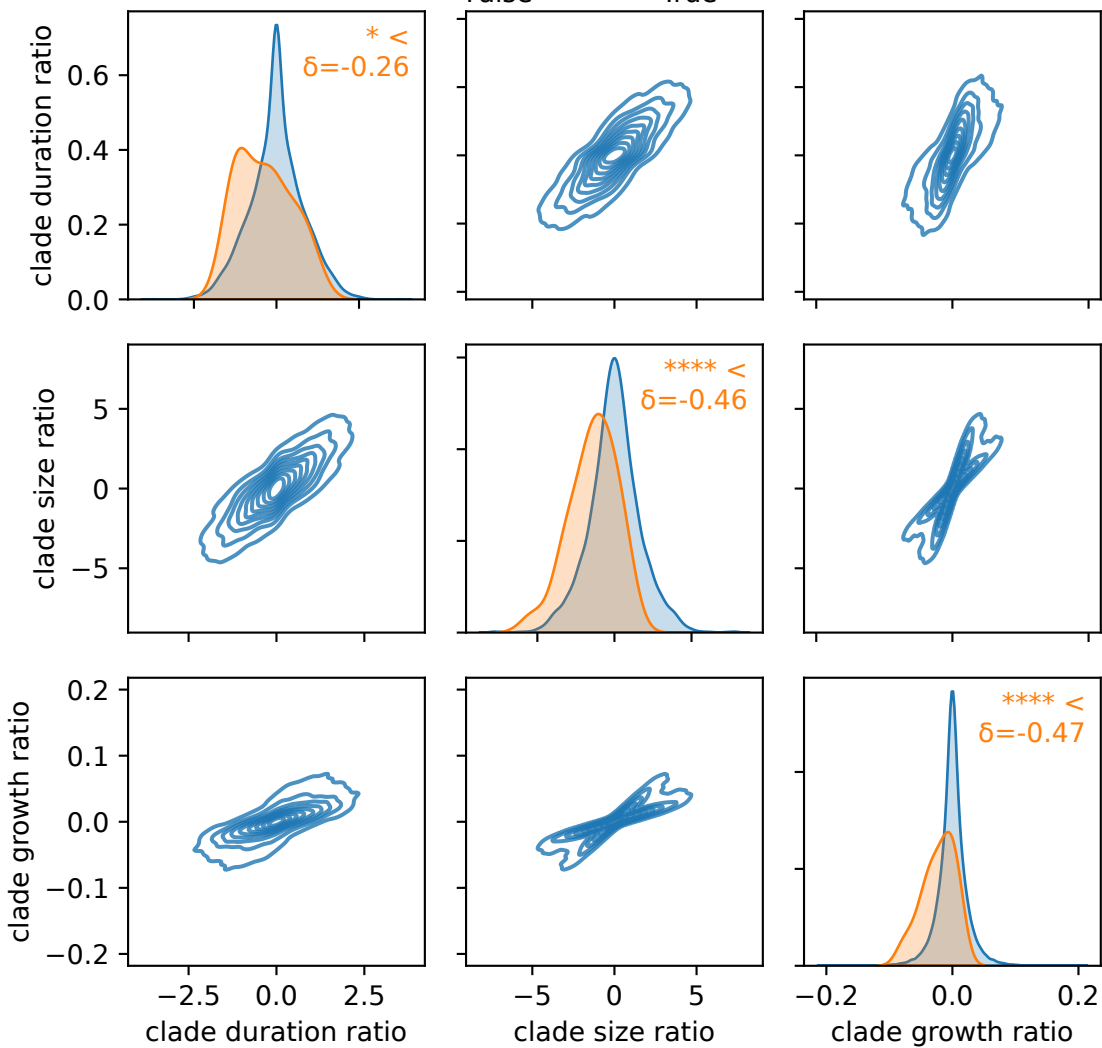 True
clade duration ratio
0.6
0.4
0.2
0.0
* <
δ=-0.26
clade size ratio
5
0
−5
**** <
δ=-0.46
clade growth ratio
0.2
0.1
0.0
−0.1
−0.2
**** <
δ=-0.47
−2.5 0.0 2.5
−5 0 5
−0.2 0.0 0.2
clade duration ratio
clade size ratio
clade growth ratio